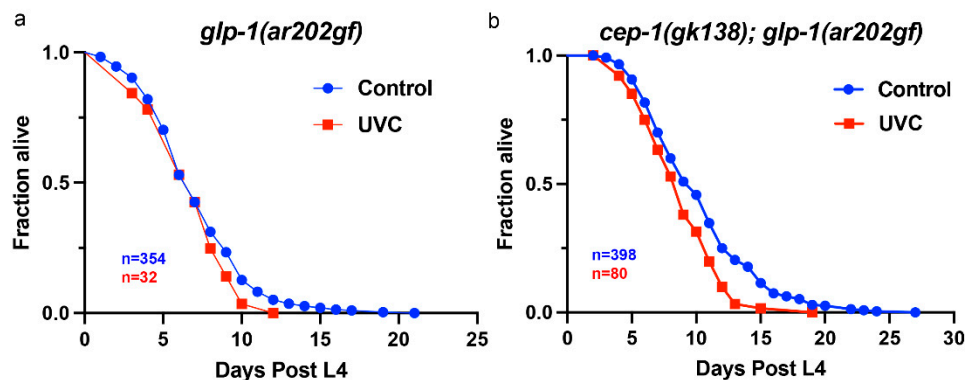 a
glp-1(ar202gf)
1.0
0.5
0.0
Fraction alive
Control
UVC
n=354
n=32
0 5 10 15 20 25
Days Post L4
b
cep-1(gk138); glp-1(ar202gf)
1.0
0.5
0.0
Fraction alive
Control
UVC
n=398
n=80
0 5 10 15 20 25 30
Days Post L4